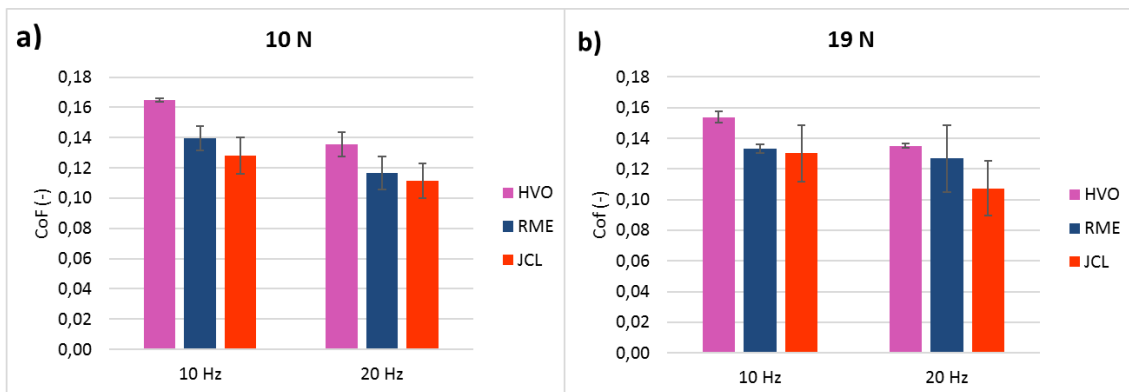 a)
10 N
CoF (-)
0,18
0,16
0,14
0,12
0,10
0,08
0,06
0,04
0,02
0,00
10 Hz 20 Hz
HVO
RME
JCL
b)
19 N
Cof (-)
0,18
0,16
0,14
0,12
0,10
0,08
0,06
0,04
0,02
0,00
10 Hz 20 Hz
HVO
RME
JCL